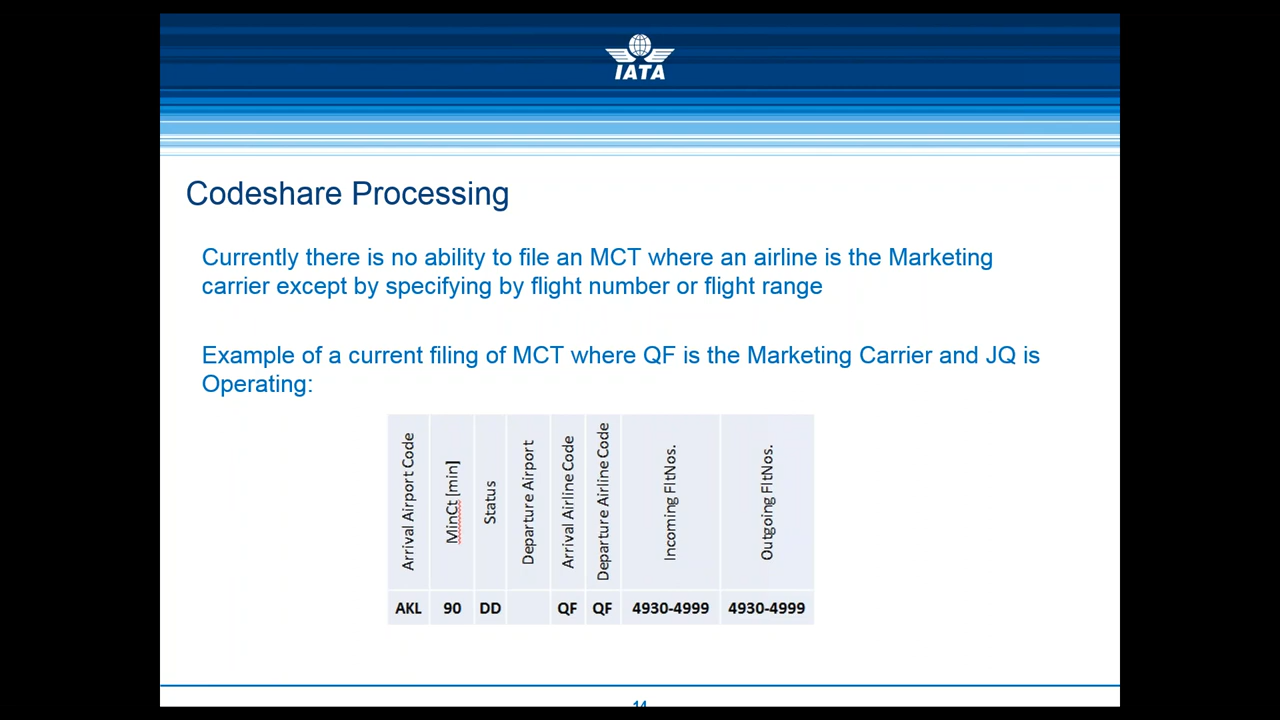 IATA
Codeshare Processing
Currently there is no ability to file an MCT where an airline is the Marketing
carrier except by specifying by flight number or flight range
Example of a current filing of MCT where QF is the Marketing Carrier and JQ is
Operating:
Arrival Airport Code
MinCt [min]
Status
Departure Airport
Arrival Airline Code
Departure Airline Code
Incoming FltNos.
Outgoing FltNos.
AKL 90 DD QF QF 4930-4999 4930-4999
14